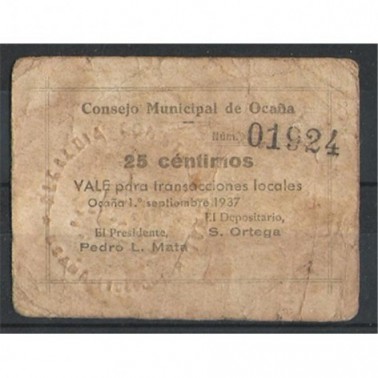 Consejo Municipal de Ocaña
Núm. 01924
25 céntimos
VALE para transacciones locales
Ocaña 1.º septiembre 1937
El Depositario,
El Presidente,
S. Ortega
Pedro L. Mata